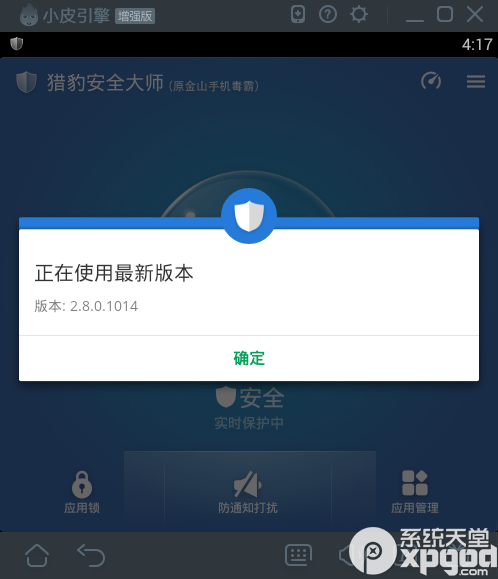 小皮引擎 增强版
4:17
猎豹安全大师 (原金山手机毒霸)
正在使用最新版本
版本: 2.8.0.1014
确定
安全
实时保护中
应用锁 防通知打扰 应用管理
系统天堂
xpgod
.com